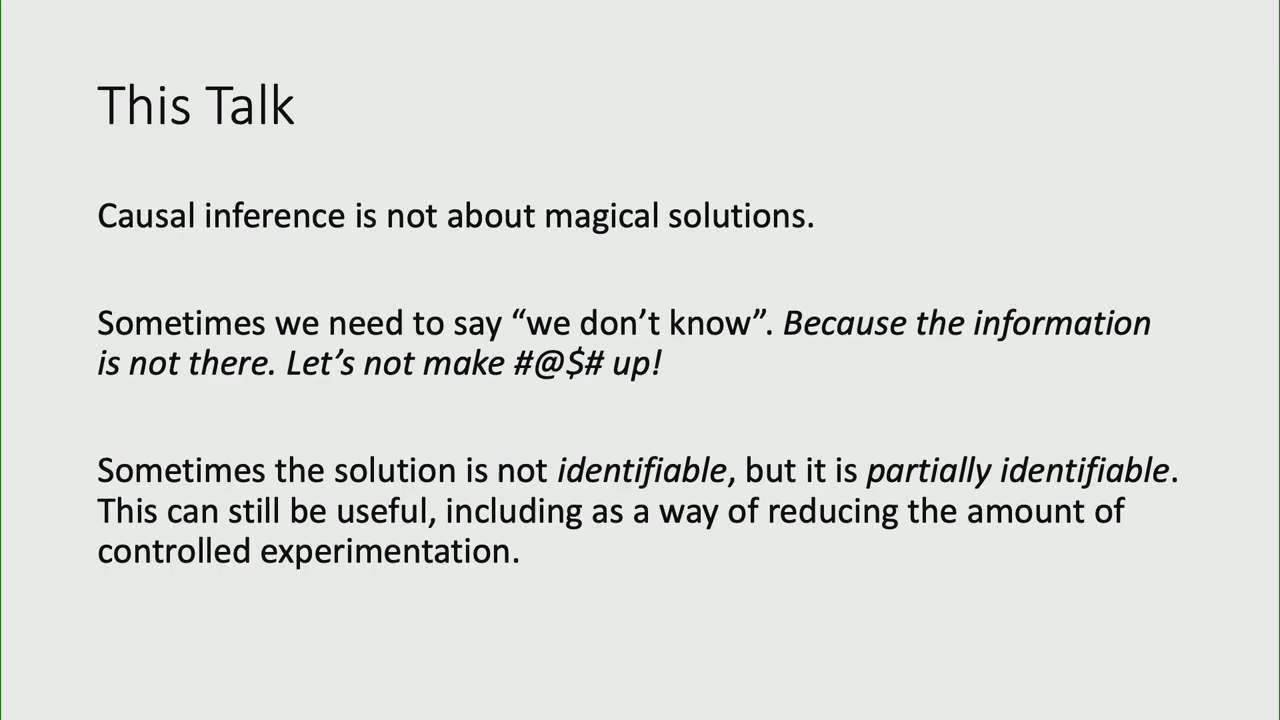 This Talk
Causal inference is not about magical solutions.
Sometimes we need to say “we don’t know”. Because the information
is not there. Let’s not make #@$# up!
Sometimes the solution is not identifiable, but it is partially identifiable.
This can still be useful, including as a way of reducing the amount of
controlled experimentation.